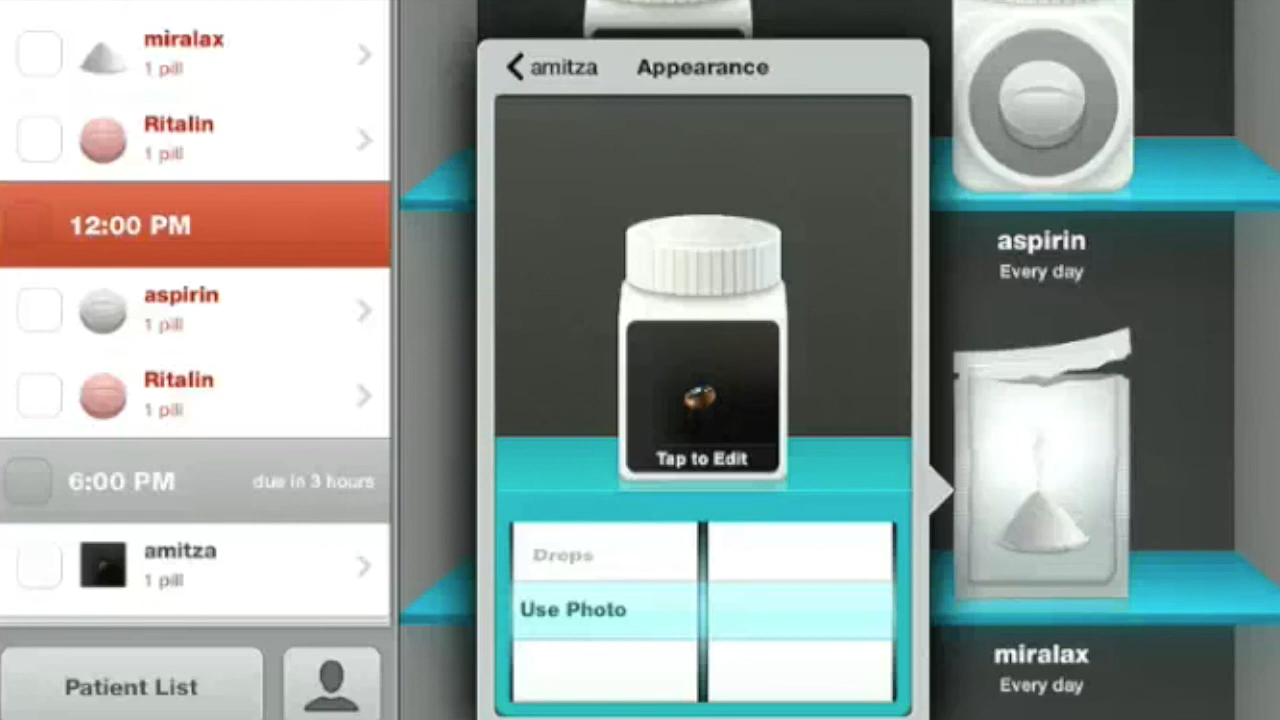 miralax
1 pill
Ritalin
1 pill
12:00 PM
aspirin
1 pill
Ritalin
1 pill
6:00 PM
due in 3 hours
amitza
1 pill
Patient List
amitza
Appearance
Tap to Edit
Drops
Use Photo
aspirin
Every day
miralax
Every day